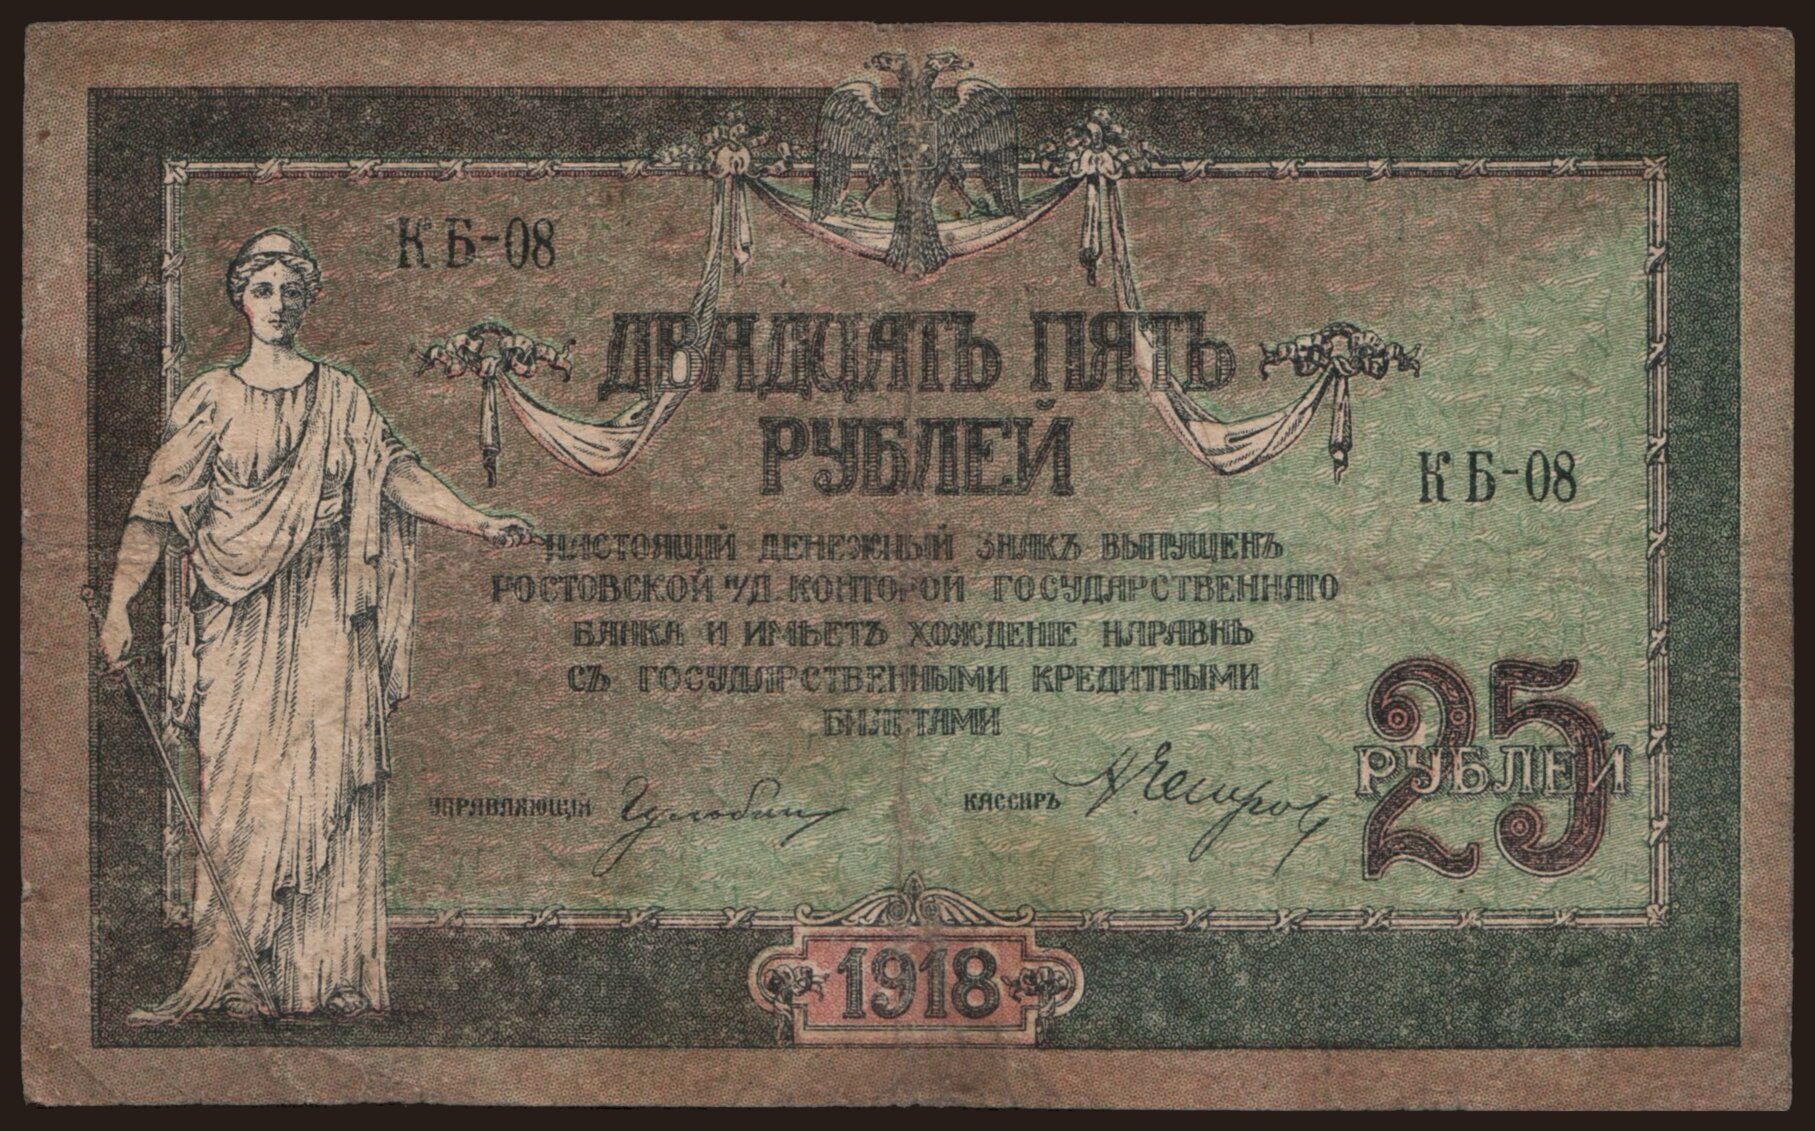 КБ-08
ДВАДЦАТЬ ПЯТЬ
РУБЛЕЙ
КБ-08
НАСТОЯЩІЙ ДЕНЕЖНЫЙ ЗНАКЪ ВЫПУЩЕНЪ
РОСТОВСКОЙ Н/Д. КОНТОРОЙ ГОСУДАРСТВЕННАГО
БАНКА И ИМѢЕТЪ ХОЖДЕНІЕ НАРАВНѢ
СЪ ГОСУДАРСТВЕННЫМИ КРЕДИТНЫМИ
БИЛЕТАМИ
25
РУБЛЕЙ
УПРАВЛЯЮЩІЙ КАССИРЪ
1918